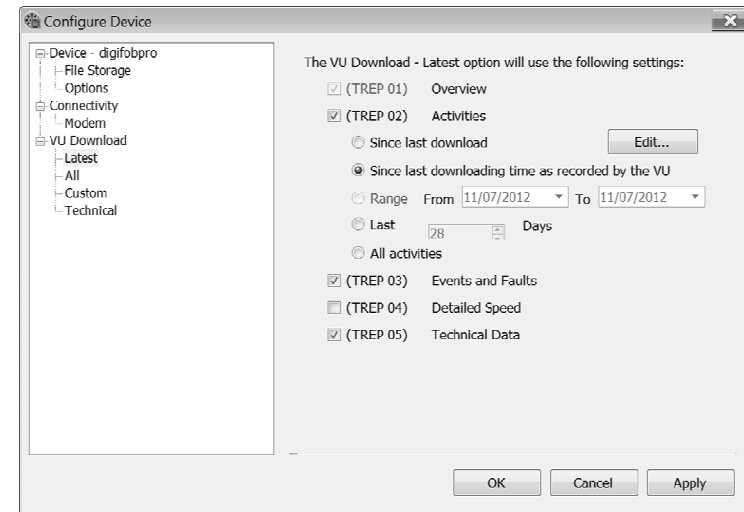 Configure Device
Device - digifobpro
File Storage
Options
Connectivity
Modem
VU Download
Latest
All
Custom
Technical
The VU Download - Latest option will use the following settings:
(TREP 01) Overview
(TREP 02) Activities
Since last download Edit...
Since last downloading time as recorded by the VU
Range From 11/07/2012 To 11/07/2012
Last 28 Days
All activities
(TREP 03) Events and Faults
(TREP 04) Detailed Speed
(TREP 05) Technical Data
OK Cancel Apply